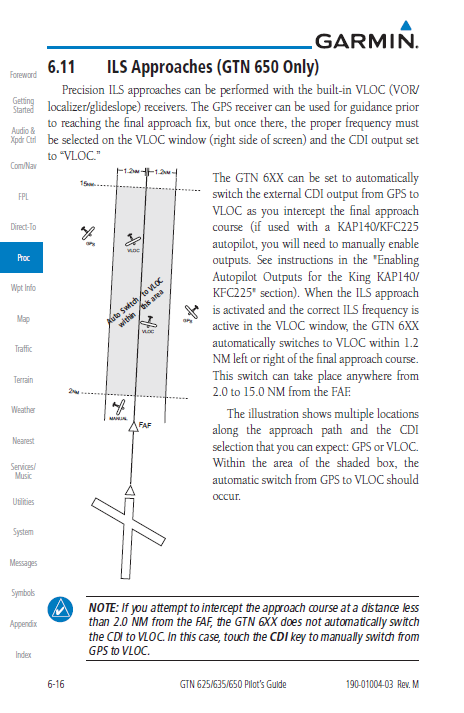 GARMIN.
6.11 ILS Approaches (GTN 650 Only)
Precision ILS approaches can be performed with the built-in VLOC (VOR/
localizer/glideslope) receivers. The GPS receiver can be used for guidance prior
to reaching the final approach fix, but once there, the proper frequency must
be selected on the VLOC window (right side of screen) and the CDI output set
to “VLOC.”
1.2NM 1.2NM
15NM
GPS
VLOC
Auto Switch to VLOC
within this area
VLOC
GPS
2NM
MANUAL
FAF
The GTN 6XX can be set to automatically
switch the external CDI output from GPS to
VLOC as you intercept the final approach
course (if used with a KAP140/KFC225
autopilot, you will need to manually enable
outputs. See instructions in the "Enabling
Autopilot Outputs for the King KAP140/
KFC225" section). When the ILS approach
is activated and the correct ILS frequency is
active in the VLOC window, the GTN 6XX
automatically switches to VLOC within 1.2
NM left or right of the final approach course.
This switch can take place anywhere from
2.0 to 15.0 NM from the FAF.
The illustration shows multiple locations
along the approach path and the CDI
selection that you can expect: GPS or VLOC.
Within the area of the shaded box, the
automatic switch from GPS to VLOC should
occur.
NOTE: If you attempt to intercept the approach course at a distance less
than 2.0 NM from the FAF, the GTN 6XX does not automatically switch
the CDI to VLOC. In this case, touch the CDI key to manually switch from
GPS to VLOC.
Foreword
Getting
Started
Audio &
Xpdr Ctrl
Com/Nav
FPL
Direct-To
Proc
Wpt Info
Map
Traffic
Terrain
Weather
Nearest
Services/
Music
Utilities
System
Messages
Symbols
Appendix
Index
6-16 GTN 625/635/650 Pilot's Guide 190-01004-03 Rev. M